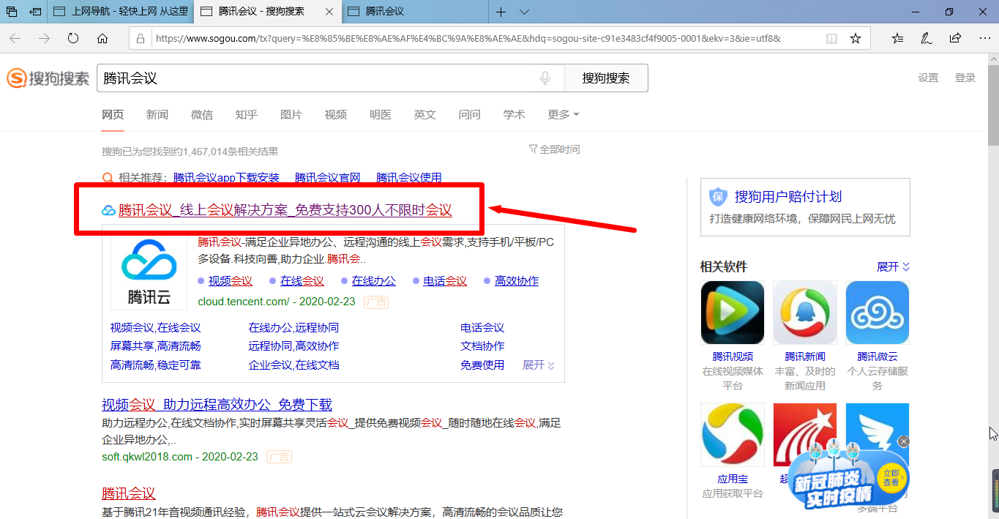 上网导航 - 轻快上网 从这里
腾讯会议 - 搜狗搜索
腾讯会议
https://www.sogou.com/tx?query=%E8%85%BE%E8%AE%AF%E4%BC%9A%E8%AE%AE&hdq=sogou-site-c91e3483cf4f9005-0001&ekv=3&ie=utf8&
搜狗搜索
腾讯会议
搜狗搜索
设置 登录
网页 新闻 微信 知乎 图片 视频 明医 英文 问问 学术 更多
搜狗已为您找到约1,467,014条相关结果
全部时间
相关推荐: 腾讯会议app下载安装 腾讯会议官网 腾讯会议使用
腾讯会议_线上会议解决方案_免费支持300人不限时会议
腾讯云
腾讯会议-满足企业异地办公、远程沟通的线上会议需求,支持手机/平板/PC
多设备.科技向善,助力企业.腾讯会..
视频会议 在线会议 在线办公 电话会议 高效协作
cloud.tencent.com/ - 2020-02-23 广告
视频会议,在线会议 在线办公,远程协同 电话会议
屏幕共享,高清流畅 远程协同,高效协作 文档协作
高清流畅,稳定可靠 企业会议,在线文档 免费使用 展开
视频会议_助力远程高效办公_免费下载
助力远程办公,在线文档协作,实时屏幕共享灵活会议_提供免费视频会议_随时随地在线会议,满足
企业异地办公,..
soft.qkwl2018.com - 2020-02-23 广告
腾讯会议
基于腾讯21年音视频通讯经验，腾讯会议提供一站式云会议解决方案，高清流畅的会议品质让您
保 搜狗用户赔付计划
打造健康网络环境，保障网民上网无忧
相关软件 展开
腾讯视频 腾讯新闻 腾讯微云
在线视频媒体 丰富、及时的 个人云存储服
平台 新闻应用 务
应用宝 超
应用获取平台
多端平台
新冠肺炎
实时疫情
立即
查看